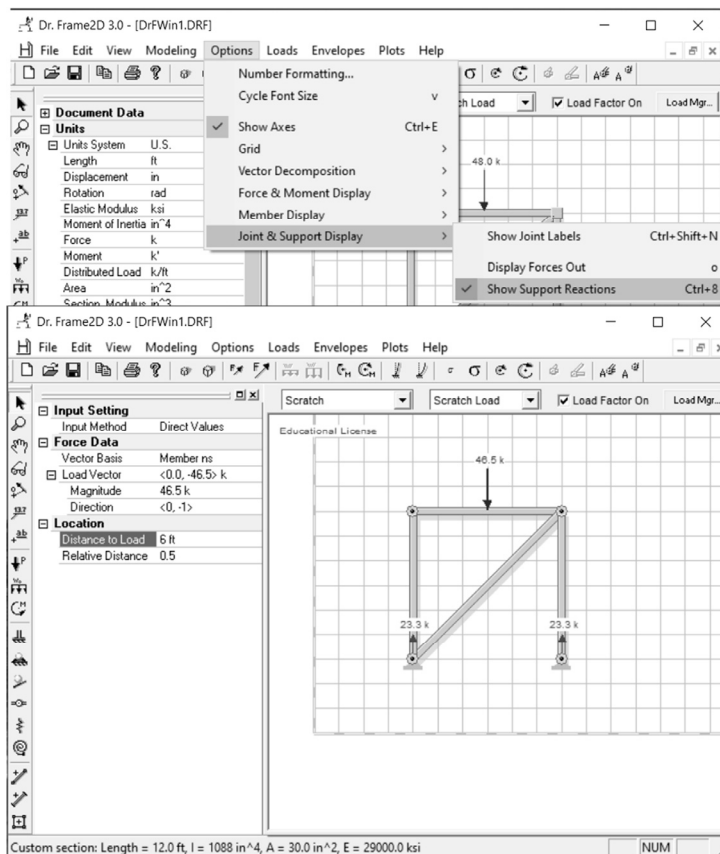 Dr. Frame2D 3.0 - [DrFWin1.DRF]
File Edit View Modeling Options Loads Envelopes Plots Help
Number Formatting...
Cycle Font Size v
Show Axes Ctrl+E
Grid
Vector Decomposition
Force & Moment Display
Member Display
Joint & Support Display
Show Joint Labels Ctrl+Shift+N
Display Forces Out o
Show Support Reactions Ctrl+8
ch Load Load Factor On Load Mgr...
Document Data
Units
Units System U.S.
Length ft
Displacement in
Rotation rad
Elastic Modulus ksi
Moment of Inertia in^4
Force k
Moment k'
Distributed Load k/ft
Area in^2
Section Modulus in^3
48.0 k
Dr. Frame2D 3.0 - [DrFWin1.DRF]
File Edit View Modeling Options Loads Envelopes Plots Help
Scratch Scratch Load Load Factor On Load Mgr...
Input Setting
Input Method Direct Values
Force Data
Vector Basis Member ns
Load Vector <0.0, -46.5> k
Magnitude 46.5 k
Direction <0, -1>
Location
Distance to Load 6 ft
Relative Distance 0.5
Educational License
46.5 k
23.3 k 23.3 k
Custom section: Length = 12.0 ft, I = 1088 in^4, A = 30.0 in^2, E = 29000.0 ksi NUM